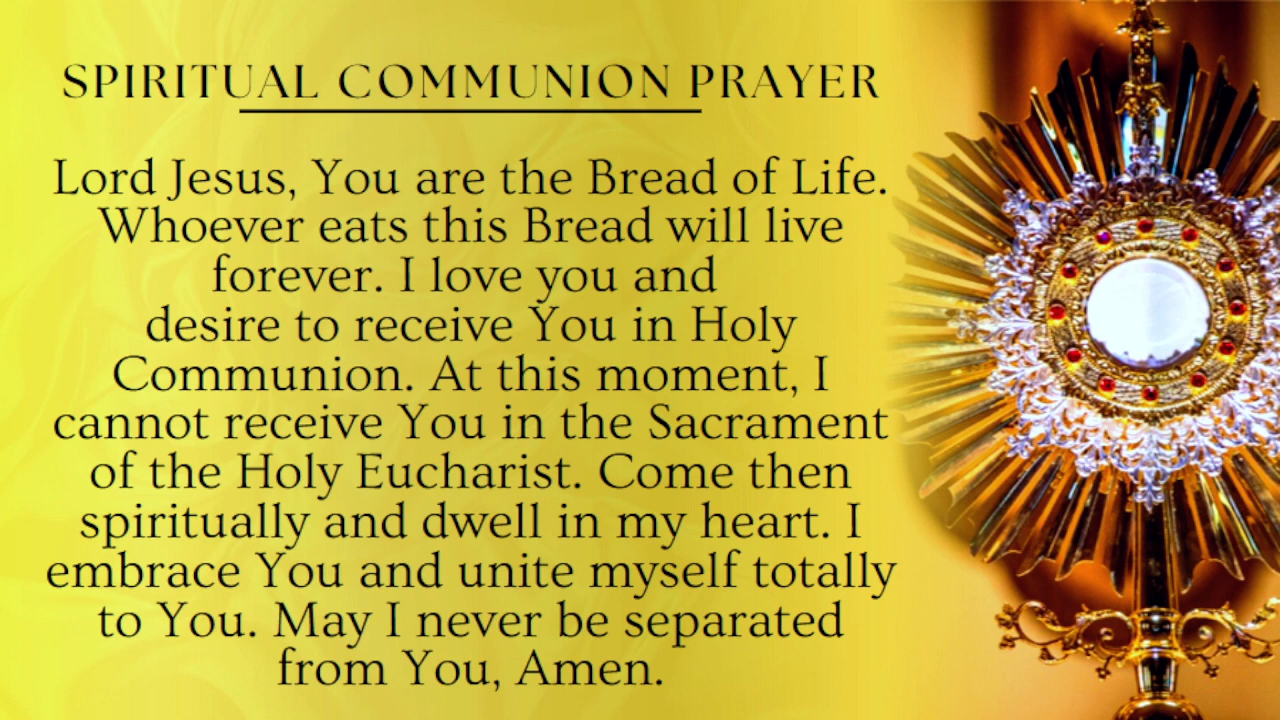 SPIRITUAL COMMUNION PRAYER
Lord Jesus, You are the Bread of Life.
Whoever eats this Bread will live
forever. I love you and
desire to receive You in Holy
Communion. At this moment, I
cannot receive You in the Sacrament
of the Holy Eucharist. Come then
spiritually and dwell in my heart. I
embrace You and unite myself totally
to You. May I never be separated
from You, Amen.